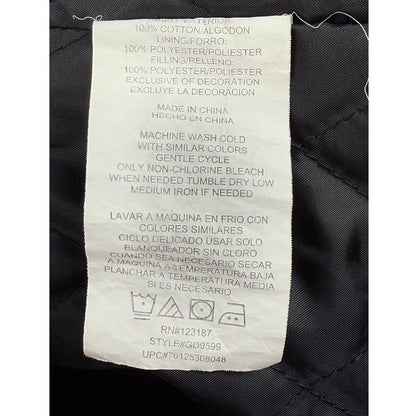 100% COTTON/ALGODON
LINING/FORRO:
100% POLYESTER/POLIESTER
FILLING/RELLENO:
100% POLYESTER/POLIESTER
EXCLUSIVE OF DECORATION
EXCLUYE LA DECORACION
MADE IN CHINA
HECHO EN CHINA
MACHINE WASH COLD
WITH SIMILAR COLORS
GENTLE CYCLE
ONLY NON-CHLORINE BLEACH
WHEN NEEDED TUMBLE DRY LOW
MEDIUM IRON IF NEEDED
LAVAR A MAQUINA EN FRIO CON
COLORES SIMILARES
CICLO DELICADO USAR SOLO
BLANQUEADOR SIN CLORO
CUANDO SEA NECESARIO SECAR
A MAQUINA A TEMPERATURA BAJA
PLANCHAR A TEMPERATURA MEDIA
SI ES NECESARIO
RN#123187
STYLE#GD9599
UPC#76125308048